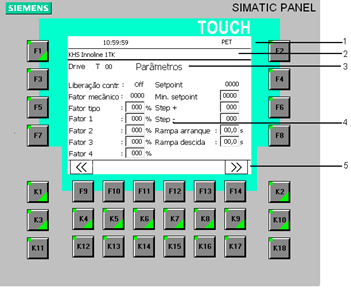 SIEMENS
SIMATIC PANEL
TOUCH
10:59:59 PET
KHS Innoline 1TK
Drive T 00 Parâmetros
Liberação contr.: Off Setpoint 0000
Fator mecânico: 0000 Min. setpoint 0000
Fator tipo : 000 % Step + 000
Fator 1 : 000 % Step - 000
Fator 2 : 000 % Rampa arranque : 00,0 s
Fator 3 : 000 % Rampa descida : 00,0 s
Fator 4 : 000 %
<< >>
F1 F2
F3 F4
F5 F6
F7 F8
K1 F9 F10 F11 F12 F13 F14 K2
K3 K4 K5 K6 K7 K8 K9 K10
K11 K12 K13 K14 K15 K16 K17 K18
1
2
3
4
5